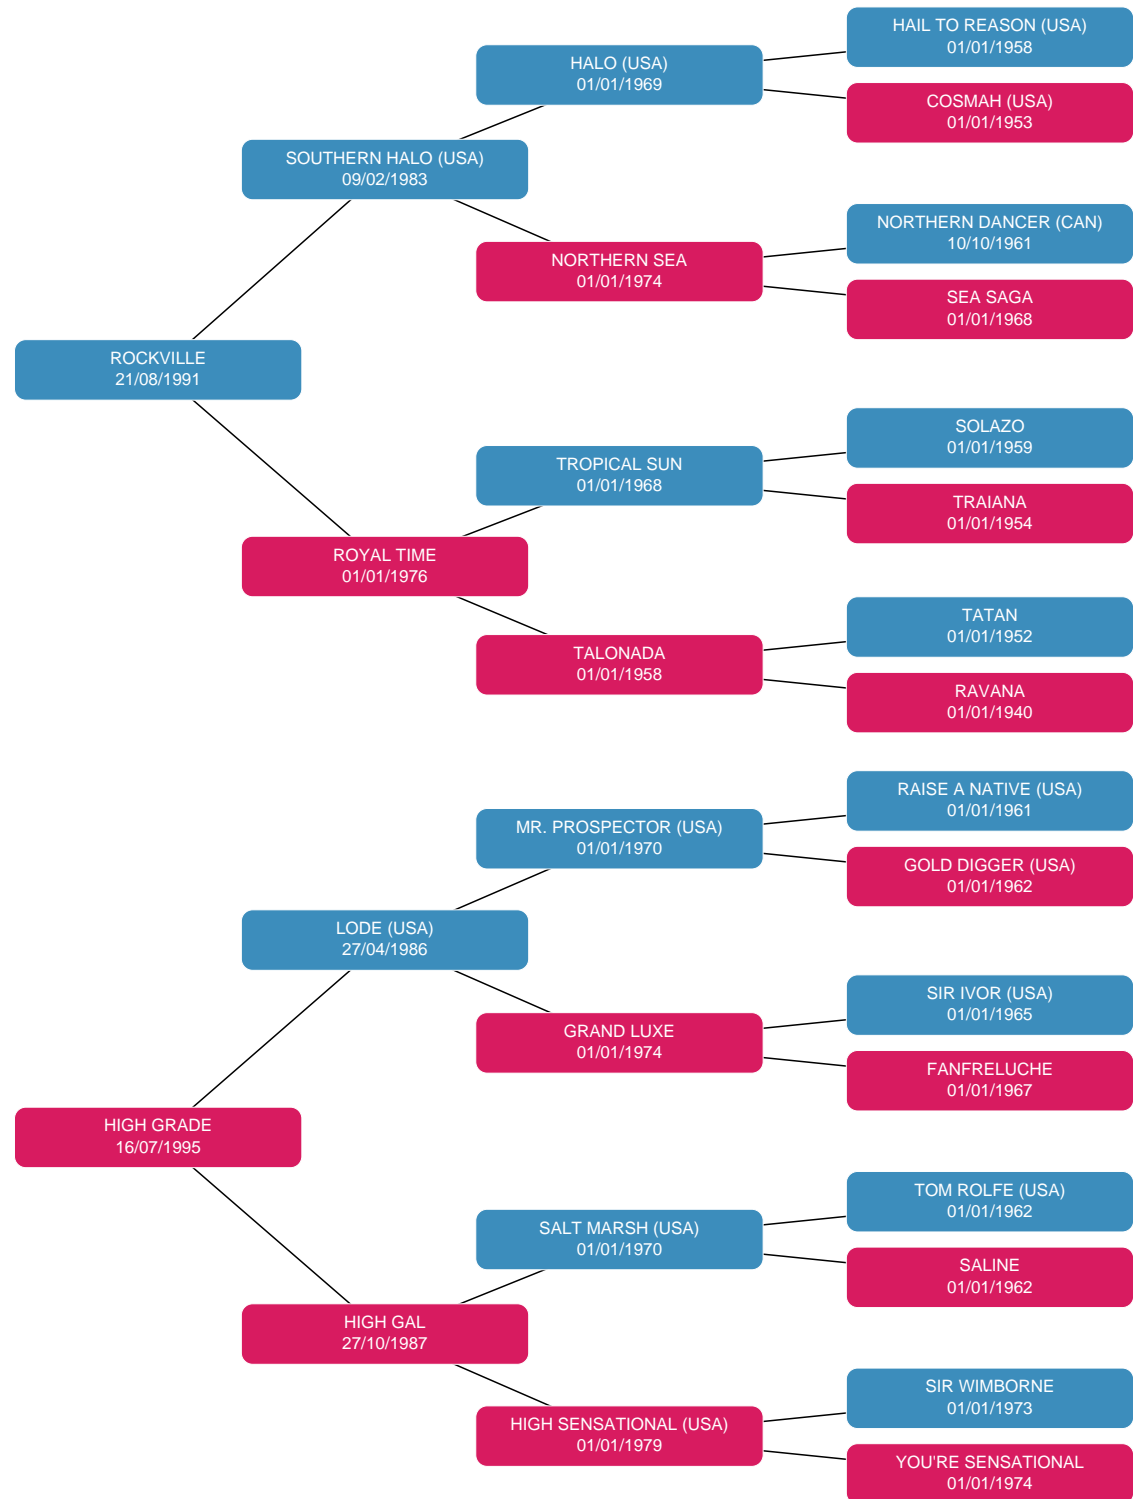 HAIL TO REASON (USA)
01/01/1958
HALO (USA)
01/01/1969
COSMAH (USA)
01/01/1953
SOUTHERN HALO (USA)
09/02/1983
NORTHERN DANCER (CAN)
10/10/1961
NORTHERN SEA
01/01/1974
SEA SAGA
01/01/1968
ROCKVILLE
21/08/1991
SOLAZO
01/01/1959
TROPICAL SUN
01/01/1968
TRAIANA
01/01/1954
ROYAL TIME
01/01/1976
TATAN
01/01/1952
TALONADA
01/01/1958
RAVANA
01/01/1940
RAISE A NATIVE (USA)
01/01/1961
MR. PROSPECTOR (USA)
01/01/1970
GOLD DIGGER (USA)
01/01/1962
LODE (USA)
27/04/1986
SIR IVOR (USA)
01/01/1965
GRAND LUXE
01/01/1974
FANFRELUCHE
01/01/1967
HIGH GRADE
16/07/1995
TOM ROLFE (USA)
01/01/1962
SALT MARSH (USA)
01/01/1970
SALINE
01/01/1962
HIGH GAL
27/10/1987
SIR WIMBORNE
01/01/1973
HIGH SENSATIONAL (USA)
01/01/1979
YOU'RE SENSATIONAL
01/01/1974